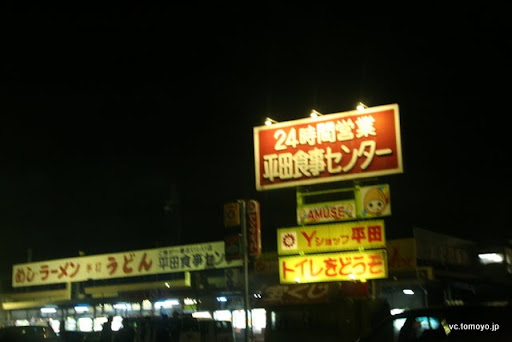 24時間営業
平田食事センター
AMUSE
Yショップ 平田
トイレをどうぞ
めし・ラーメン
うどん
平田食事セン
vc.tomoyo.jp